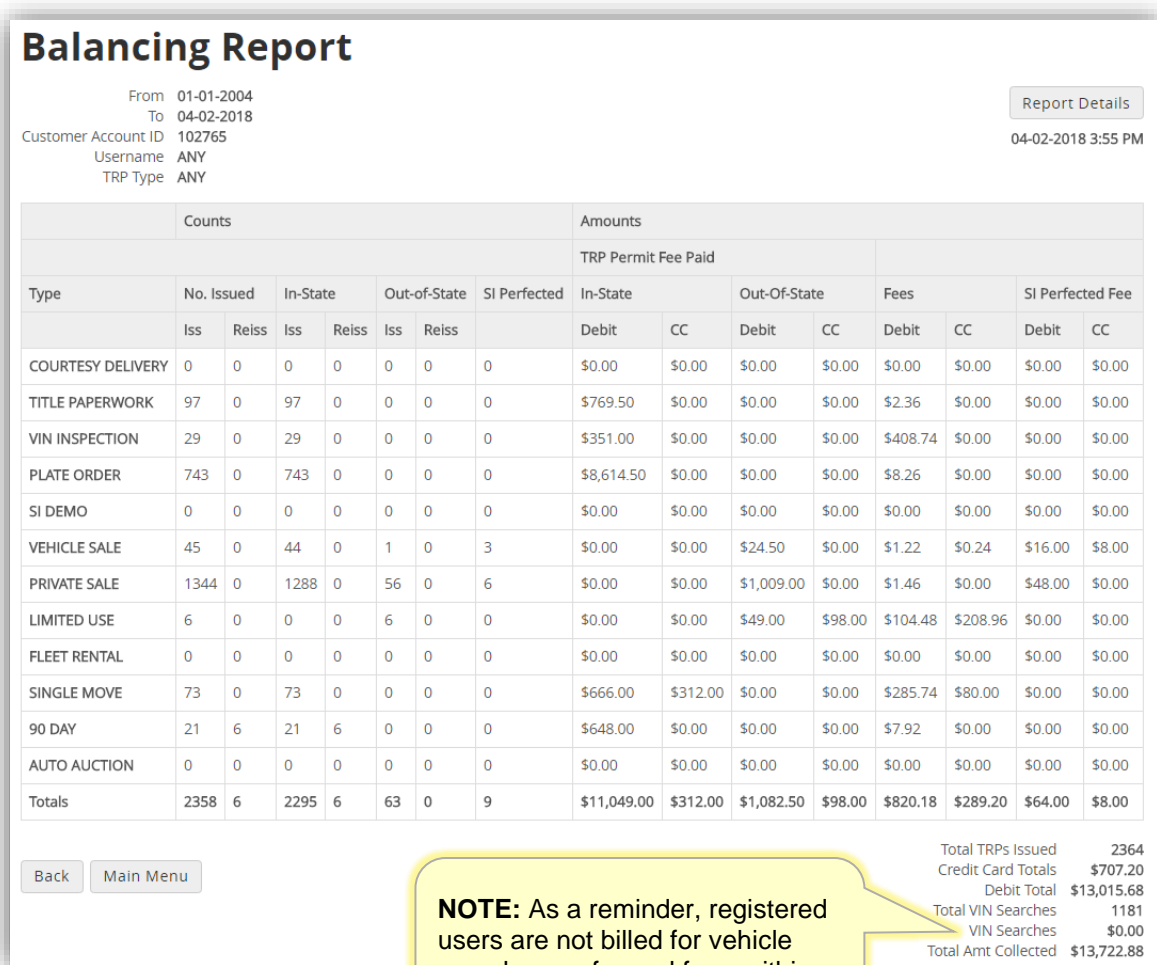 Balancing Report
From 01-01-2004
To 04-02-2018
Customer Account ID 102765
Username ANY
TRP Type ANY
Report Details
04-02-2018 3:55 PM
Counts Amounts
TRP Permit Fee Paid
Type No. Issued In-State Out-of-State SI Perfected In-State Out-Of-State Fees SI Perfected Fee
Iss Reiss Iss Reiss Iss Reiss Debit CC Debit CC Debit CC Debit CC
COURTESY DELIVERY 0 0 0 0 0 0 0 $0.00 $0.00 $0.00 $0.00 $0.00 $0.00 $0.00 $0.00
TITLE PAPERWORK 97 0 97 0 0 0 0 $769.50 $0.00 $0.00 $0.00 $2.36 $0.00 $0.00 $0.00
VIN INSPECTION 29 0 29 0 0 0 0 $351.00 $0.00 $0.00 $0.00 $408.74 $0.00 $0.00 $0.00
PLATE ORDER 743 0 743 0 0 0 0 $8,614.50 $0.00 $0.00 $0.00 $8.26 $0.00 $0.00 $0.00
SI DEMO 0 0 0 0 0 0 0 $0.00 $0.00 $0.00 $0.00 $0.00 $0.00 $0.00 $0.00
VEHICLE SALE 45 0 44 0 1 0 3 $0.00 $0.00 $24.50 $0.00 $1.22 $0.24 $16.00 $8.00
PRIVATE SALE 1344 0 1288 0 56 0 6 $0.00 $0.00 $1,009.00 $0.00 $1.46 $0.00 $48.00 $0.00
LIMITED USE 6 0 0 0 6 0 0 $0.00 $0.00 $49.00 $98.00 $104.48 $208.96 $0.00 $0.00
FLEET RENTAL 0 0 0 0 0 0 0 $0.00 $0.00 $0.00 $0.00 $0.00 $0.00 $0.00 $0.00
SINGLE MOVE 73 0 73 0 0 0 0 $666.00 $312.00 $0.00 $0.00 $285.74 $80.00 $0.00 $0.00
90 DAY 21 6 21 6 0 0 0 $648.00 $0.00 $0.00 $0.00 $7.92 $0.00 $0.00 $0.00
AUTO AUCTION 0 0 0 0 0 0 0 $0.00 $0.00 $0.00 $0.00 $0.00 $0.00 $0.00 $0.00
Totals 2358 6 2295 6 63 0 9 $11,049.00 $312.00 $1,082.50 $98.00 $820.18 $289.20 $64.00 $8.00
Back Main Menu
Total TRPs Issued 2364
Credit Card Totals $707.20
Debit Total $13,015.68
Total VIN Searches 1181
VIN Searches $0.00
Total Amt Collected $13,722.88
NOTE: As a reminder, registered
users are not billed for vehicle